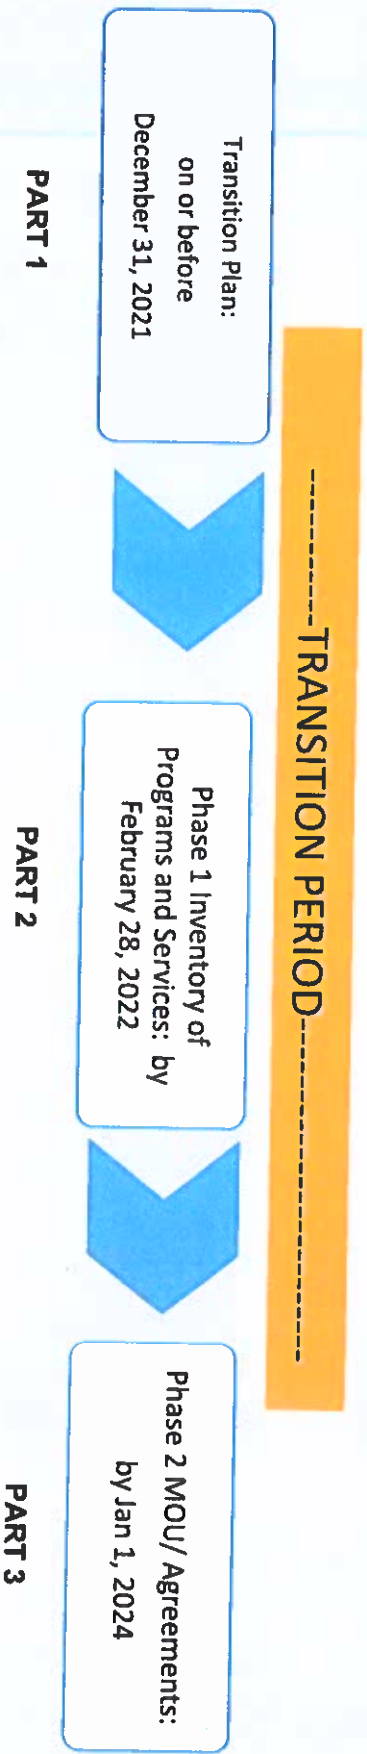 ------------TRANSITION PERIOD--------------------------
Transition Plan:
on or before
December 31, 2021
Phase 1 Inventory of
Programs and Services: by
February 28, 2022
Phase 2 MOU/ Agreements:
by Jan 1, 2024
PART 1
PART 2
PART 3